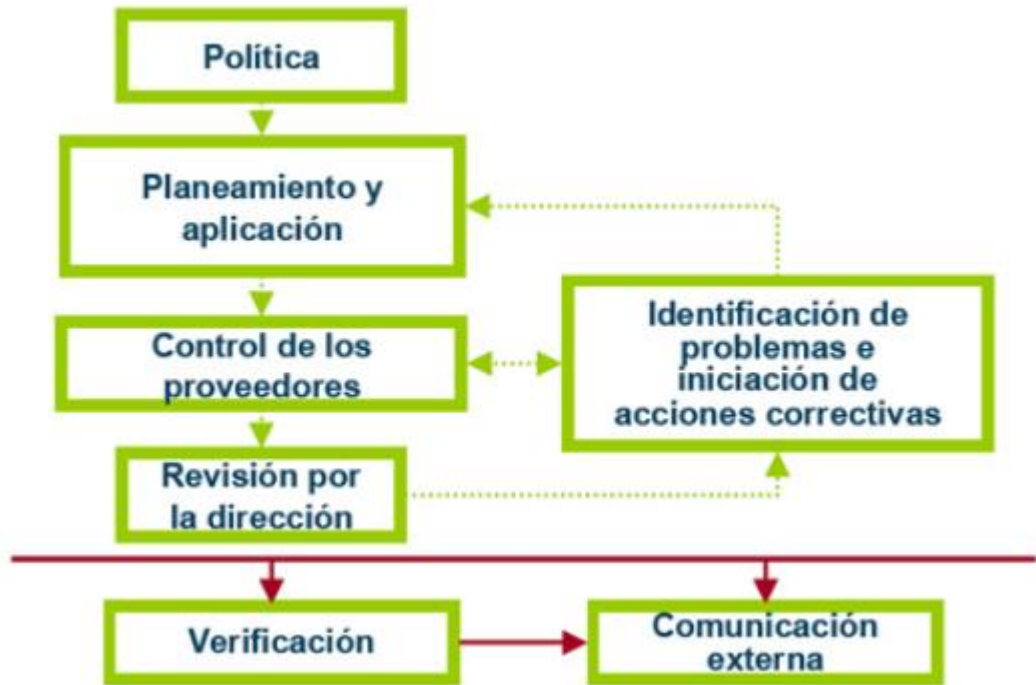 Política
Planeamiento y
aplicación
Control de los
proveedores
Identificación de
problemas e
iniciación de
acciones correctivas
Revisión por
la dirección
Verificación
Comunicación
externa